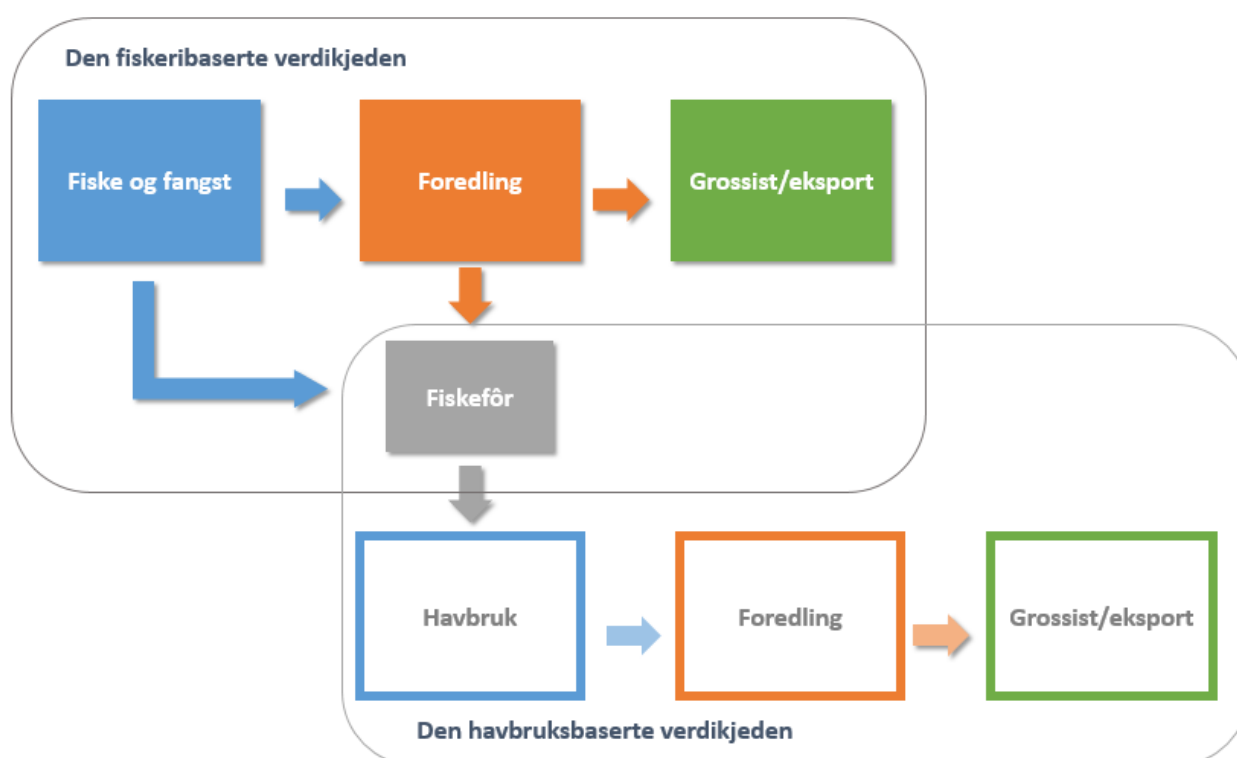 Den fiskeribaserte verdikjeden
Fiske og fangst
Foredling
Grossist/eksport
Fiskefôr
Havbruk
Foredling
Grossist/eksport
Den havbruksbaserte verdikjeden